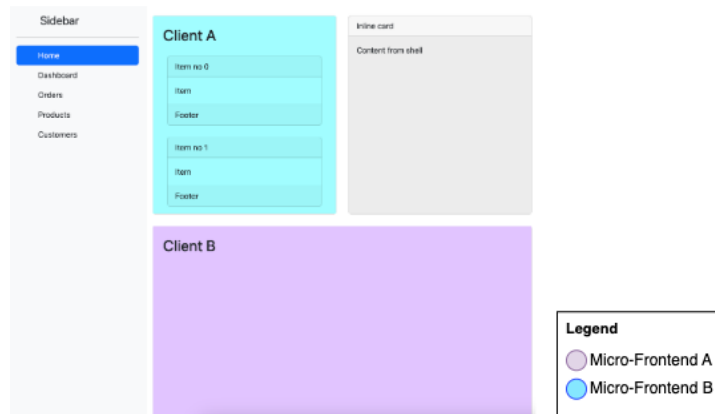 Sidebar
Home
Dashboard
Orders
Products
Customers
Client A
Item no 0
Item
Footer
Item no 1
Item
Footer
Inline card
Content from shell
Client B
Legend
Micro-Frontend A
Micro-Frontend B